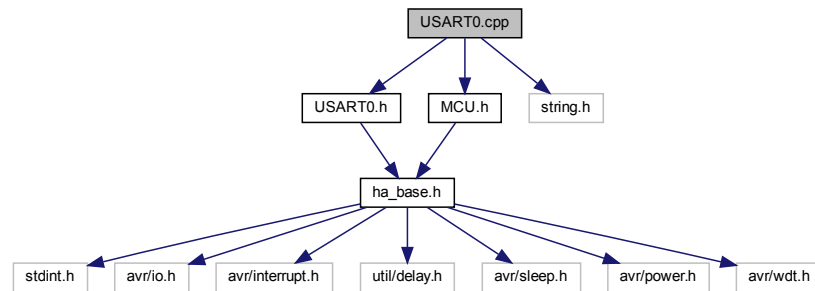 USART0.cpp
USART0.h
MCU.h
string.h
ha_base.h
stdint.h
avr/io.h
avr/interrupt.h
util/delay.h
avr/sleep.h
avr/power.h
avr/wdt.h